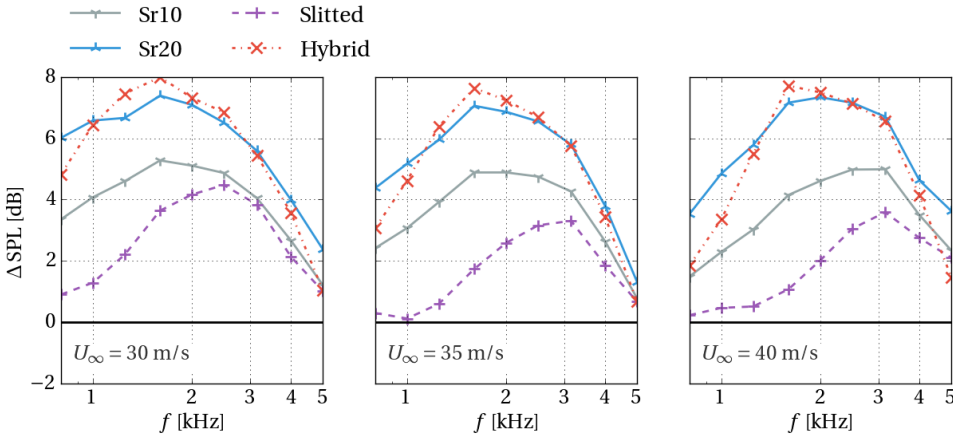 Sr10
Slitted
Sr20
Hybrid
Δ SPL [dB]
8
6
4
2
0
−2
U∞ = 30 m/s
U∞ = 35 m/s
U∞ = 40 m/s
1 2 3 4 5
1 2 3 4 5
1 2 3 4 5
f [kHz]
f [kHz]
f [kHz]